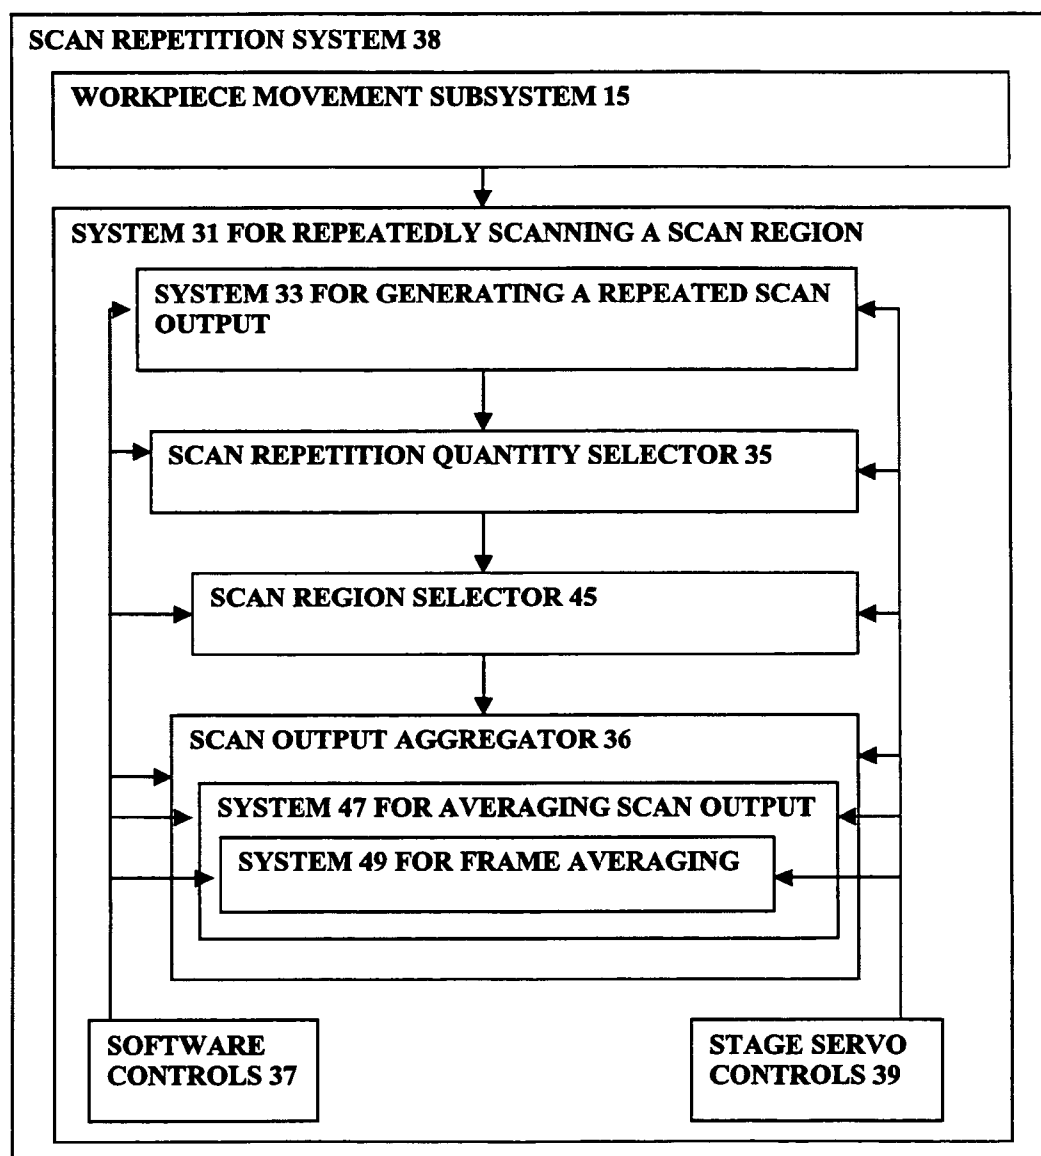 SCAN REPETITION SYSTEM 38
WORKPIECE MOVEMENT SUBSYSTEM 15
SYSTEM 31 FOR REPEATEDLY SCANNING A SCAN REGION
SYSTEM 33 FOR GENERATING A REPEATED SCAN
OUTPUT
SCAN REPETITION QUANTITY SELECTOR 35
SCAN REGION SELECTOR 45
SCAN OUTPUT AGGREGATOR 36
SYSTEM 47 FOR AVERAGING SCAN OUTPUT
SYSTEM 49 FOR FRAME AVERAGING
SOFTWARE
CONTROLS 37
STAGE SERVO
CONTROLS 39